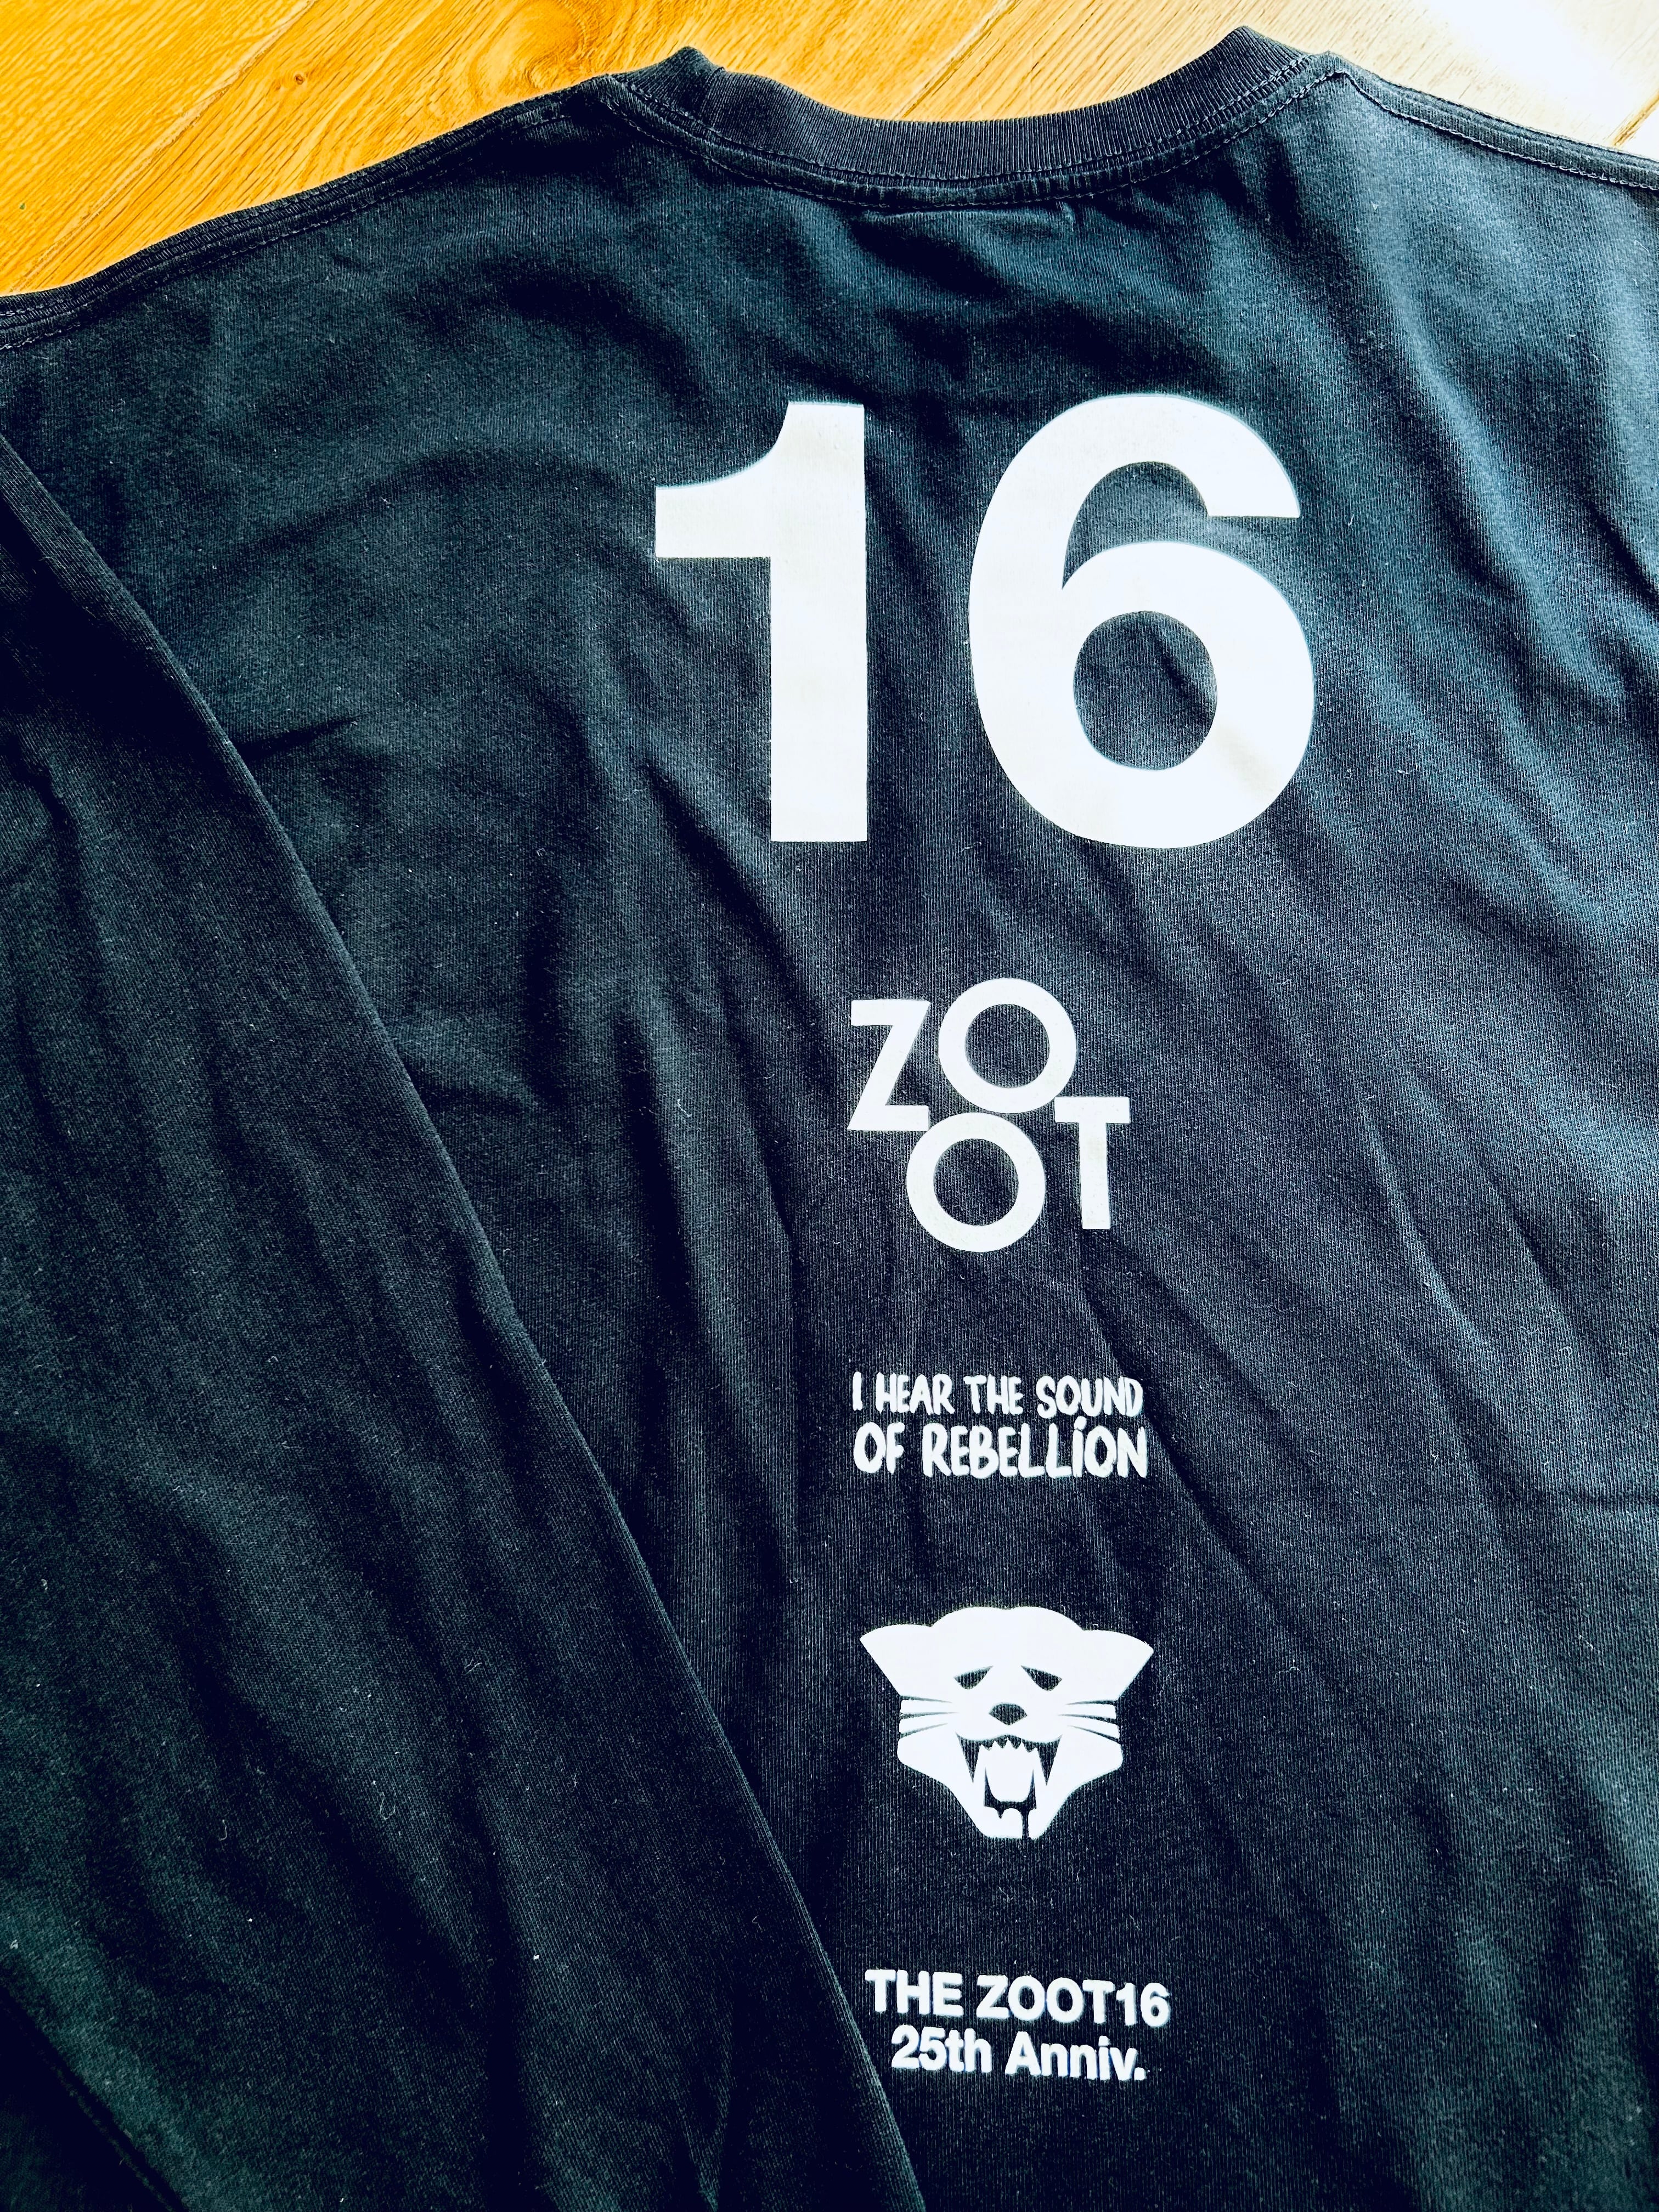 16
ZO
OT
I HEAR THE SOUND
OF REBELLION
THE ZOOT16
25th Anniv.